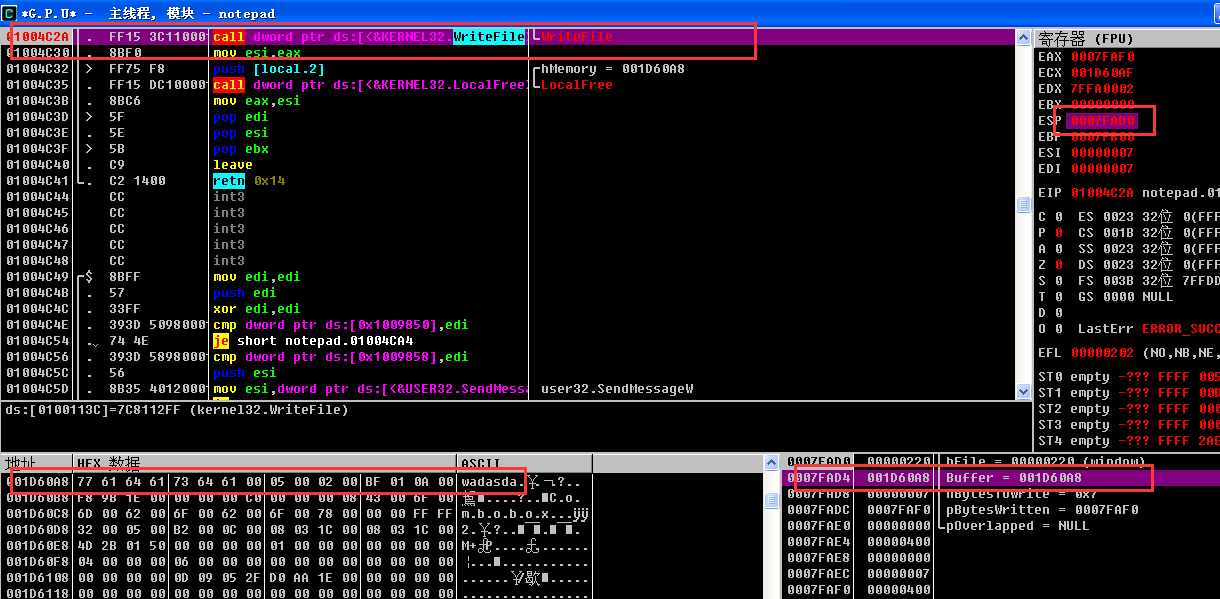 *G.P.U* - 主线程, 模块 - notepad
01004C2A . FF15 3C11000 call dword ptr ds:[<&KERNEL32.WriteFile WriteFile
01004C30 . 8BF0 mov esi,eax
01004C32 > FF75 F8 push [local.2] hMemory = 001D60A8
01004C35 . FF15 DC10000 call dword ptr ds:[<&KERNEL32.LocalFree LocalFree
01004C3B . 8BC6 mov eax,esi
01004C3D > 5F pop edi
01004C3E . 5E pop esi
01004C3F > 5B pop ebx
01004C40 . C9 leave
01004C41 . C2 1400 retn 0x14
01004C44 CC int3
01004C45 CC int3
01004C46 CC int3
01004C47 CC int3
01004C48 CC int3
01004C49 $ 8BFF mov edi,edi
01004C4B . 57 push edi
01004C4C . 33FF xor edi,edi
01004C4E . 393D 5098000 cmp dword ptr ds:[0x1009850],edi
01004C54 . 74 4E je short notepad.01004CA4
01004C56 . 393D 5898000 cmp dword ptr ds:[0x1009858],edi
01004C5C . 56 push esi
01004C5D . 8B35 4012000 mov esi,dword ptr ds:[<&USER32.SendMess user32.SendMessageW
ds:[0100113C]=7C8112FF (kernel32.WriteFile)
寄存器 (FPU)
EAX 0007FAF0
ECX 001D60AF
EDX 7FFA0002
EBX 00000000
ESP 0007FAD0
EBP 0007FB00
ESI 00000007
EDI 00000007
EIP 01004C2A notepad.01
C 0 ES 0023 32位 0(FFF
P 0 CS 001B 32位 0(FFF
A 0 SS 0023 32位 0(FFF
Z 0 DS 0023 32位 0(FFF
S 0 FS 003B 32位 7FFDD
T 0 GS 0000 NULL
D 0
O 0 LastErr ERROR_SUCC
EFL 00000202 (NO,NB,NE,
ST0 empty -??? FFFF 005
ST1 empty -??? FFFF 00D
ST2 empty -??? FFFF 000
ST3 empty -??? FFFF 000
ST4 empty -??? FFFF 2AE
地址 HEX 数据 ASCII
001D60A8 77 61 64 61 73 64 61 00 05 00 02 00 BF 01 0A 00 wadasda.
001D60B8 F8 9B 1E 00 00 00 00 C0 00 08 43 00 6F 00
001D60C8 6D 00 62 00 6F 00 62 00 6F 00 78 00 00 00 FF FF m.b.o.b.o.x...
001D60D8 32 00 05 00 B2 00 0C 00 08 03 1C 00 08 03 1C 00
001D60E8 4D 2B 01 50 00 00 00 00 01 00 00 00 00 00 00 00
001D60F8 04 00 00 00 06 00 00 00 00 00 00 00 00 00 00 00
001D6108 00 00 00 00 0D 09 05 2F D0 AA 1E 00 00 00 00 00
001D6118 00 00 00 00 00 00 00 00 00 00 00 00 00 00 00 00
0007FAD0 00000220 hFile = 00000220 (window)
0007FAD4 001D60A8 Buffer = 001D60A8
0007FAD8 00000007 nBytesToWrite = 0x7
0007FADC 0007FAF0 pBytesWritten = 0007FAF0
0007FAE0 00000000 pOverlapped = NULL
0007FAE4 00000400
0007FAE8 00000000
0007FAEC 00000007
0007FAF0 00000400